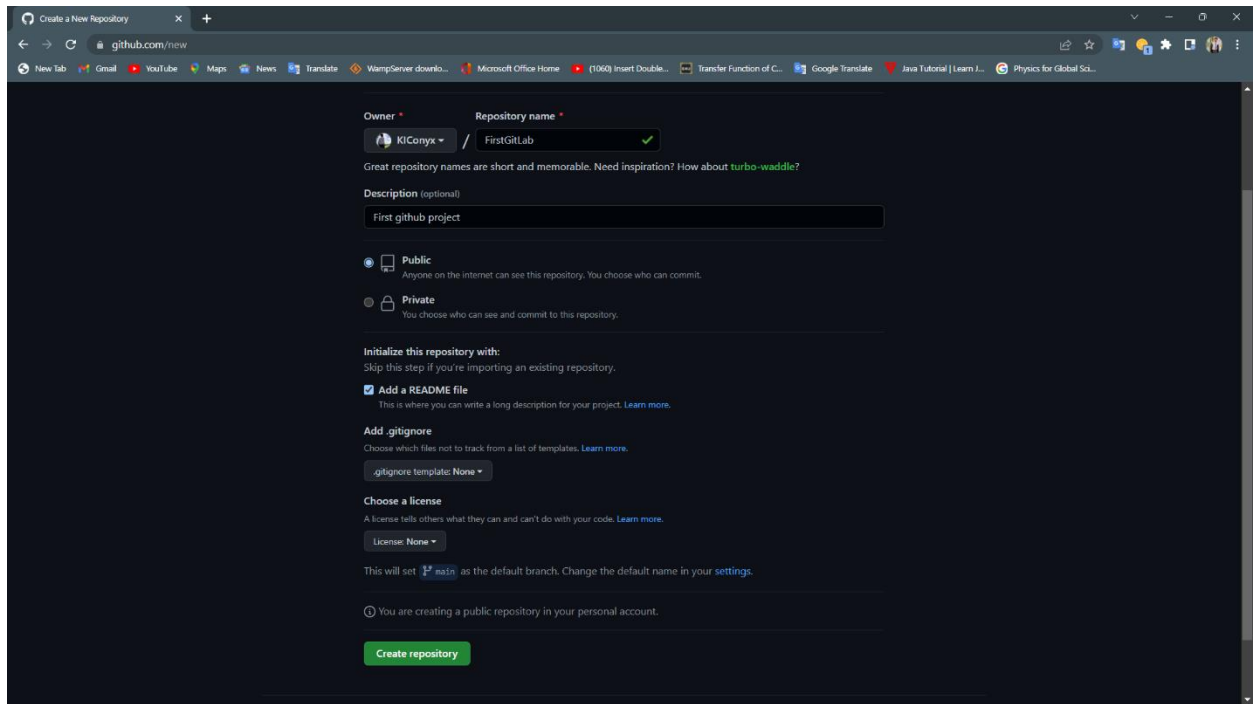 Create a New Repository
github.com/new
New Tab Gmail YouTube Maps News Translate WampServer downlo... Microsoft Office Home (1060) Insert Double... Transfer Function of C... Google Translate Java Tutorial | Learn J... Physics for Global Sci...
Owner * Repository name *
KIConyx / FirstGitLab
Great repository names are short and memorable. Need inspiration? How about turbo-waddle?
Description (optional)
First github project
Public
Anyone on the internet can see this repository. You choose who can commit.
Private
You choose who can see and commit to this repository.
Initialize this repository with:
Skip this step if you're importing an existing repository.
Add a README file
This is where you can write a long description for your project. Learn more.
Add .gitignore
Choose which files not to track from a list of templates. Learn more.
.gitignore template: None
Choose a license
A license tells others what they can and can't do with your code. Learn more.
License: None
This will set main as the default branch. Change the default name in your settings.
You are creating a public repository in your personal account.
Create repository